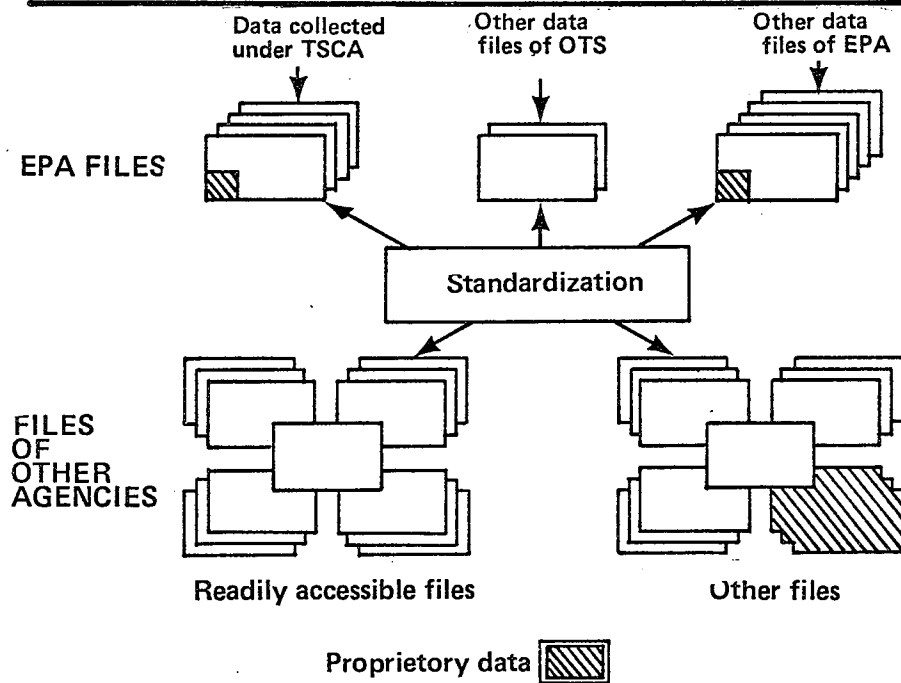 Data collected
under TSCA
Other data
files of OTS
Other data
files of EPA
EPA FILES
Standardization
FILES
OF
OTHER
AGENCIES
Readily accessible files
Other files
Proprietory data